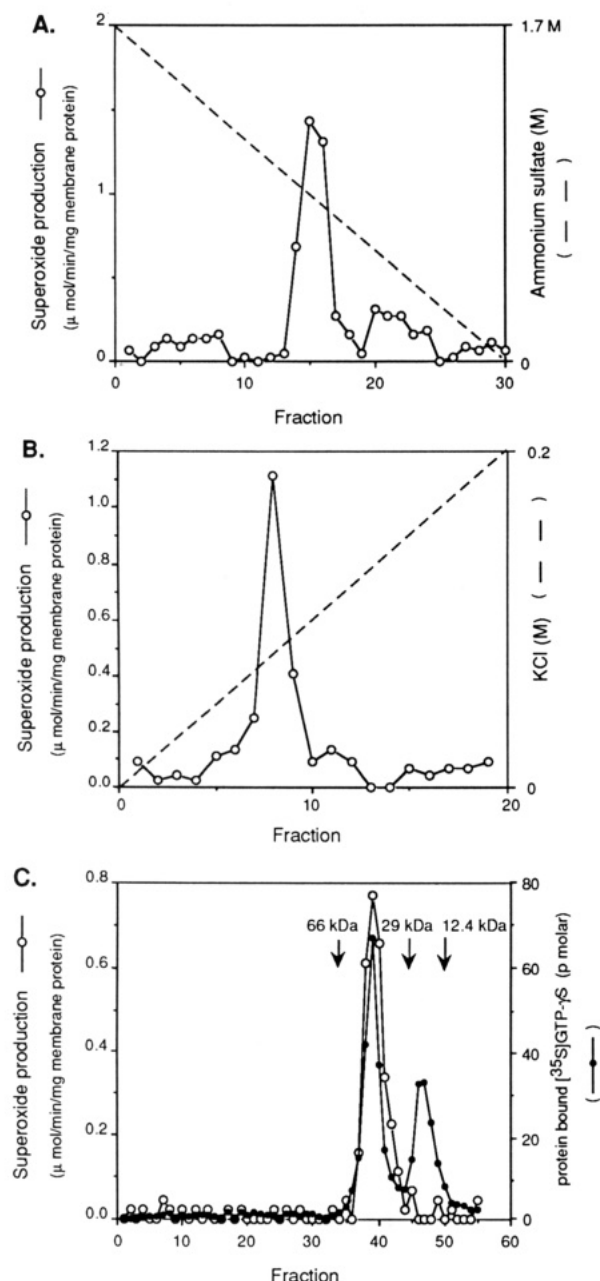 A.
Superoxide production
(μ mol/min/mg membrane protein)
2
1
0
0 10 20 30
Fraction
1.7 M
0
Ammonium sulfate (M)
B.
Superoxide production
(μ mol/min/mg membrane protein)
1.2
1.0
0.8
0.6
0.4
0.2
0.0
0 10 20
Fraction
0.2
0
KCl (M)
C.
Superoxide production
(μ mol/min/mg membrane protein)
0.8
0.6
0.4
0.2
0.0
66 kDa 29 kDa 12.4 kDa
0 10 20 30 40 50 60
Fraction
80
60
40
20
0
protein bound [35S]GTP-γS (p molar)